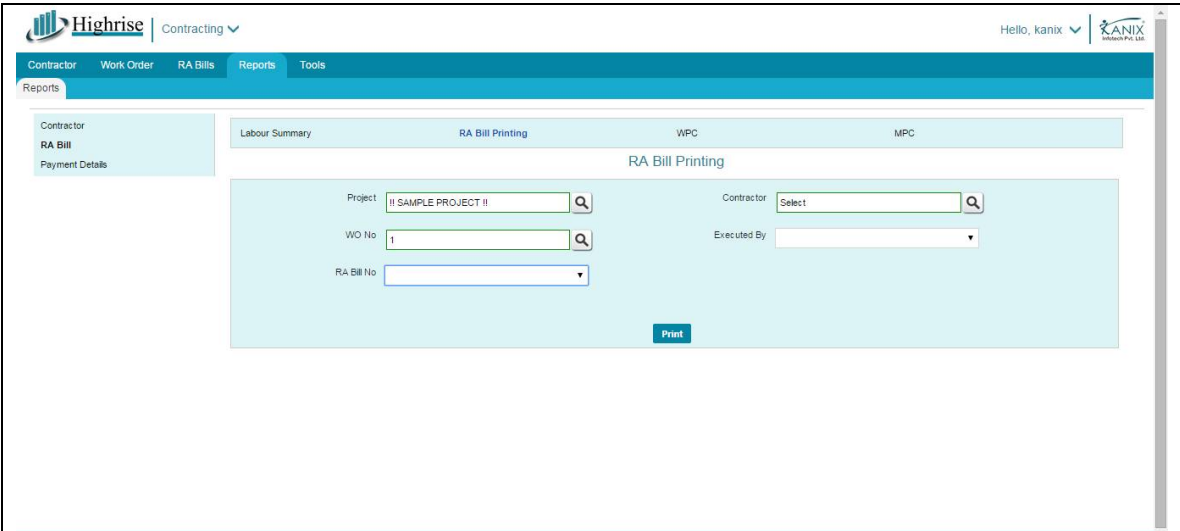 Highrise Contracting Hello, kanix KANIX
Infotech Pvt. Ltd.
Contractor Work Order RA Bills Reports Tools
Reports
Contractor
RA Bill
Payment Details
Labour Summary RA Bill Printing WPC MPC
RA Bill Printing
Project !! SAMPLE PROJECT !! Contractor Select
WO No 1 Executed By
RA Bill No
Print